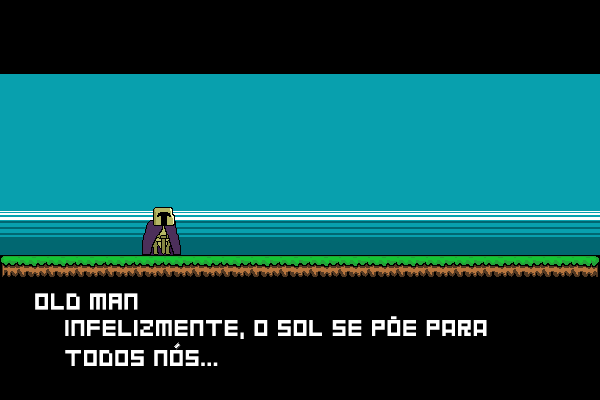 OLD MAN
INFELIZMENTE, O SOL SE PÕE PARA
TODOS NÓS...